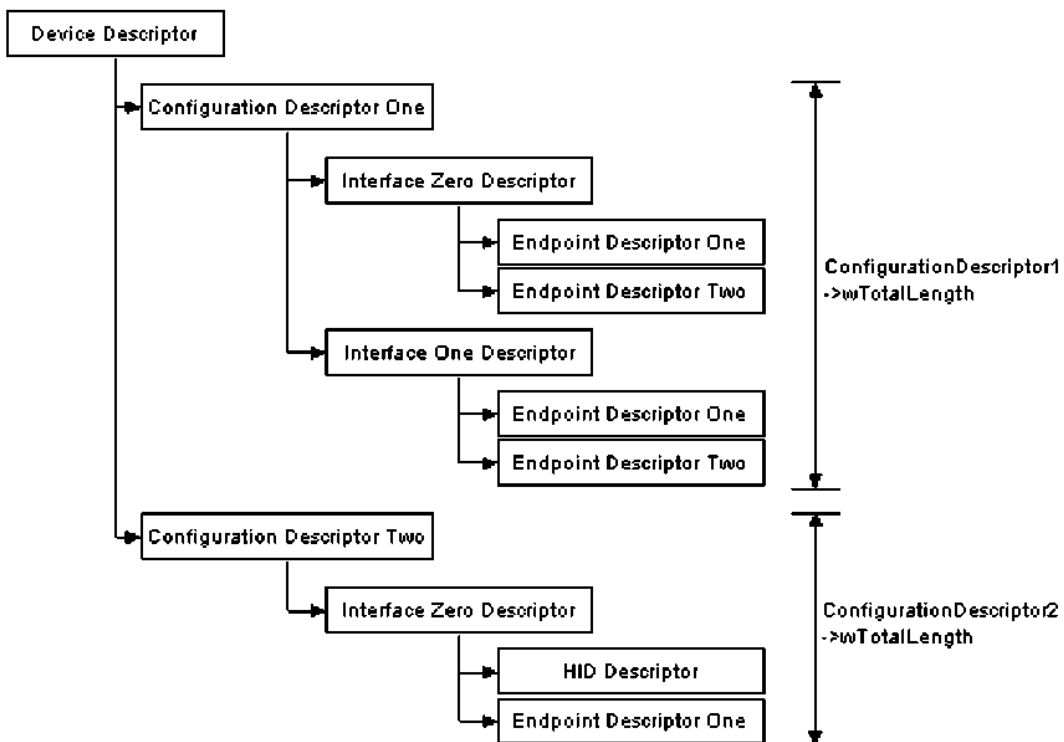 Device Descriptor
Configuration Descriptor One
Interface Zero Descriptor
Endpoint Descriptor One
Endpoint Descriptor Two
Interface One Descriptor
Endpoint Descriptor One
Endpoint Descriptor Two
ConfigurationDescriptor1
->wTotalLength
Configuration Descriptor Two
Interface Zero Descriptor
HID Descriptor
Endpoint Descriptor One
ConfigurationDescriptor2
->wTotalLength